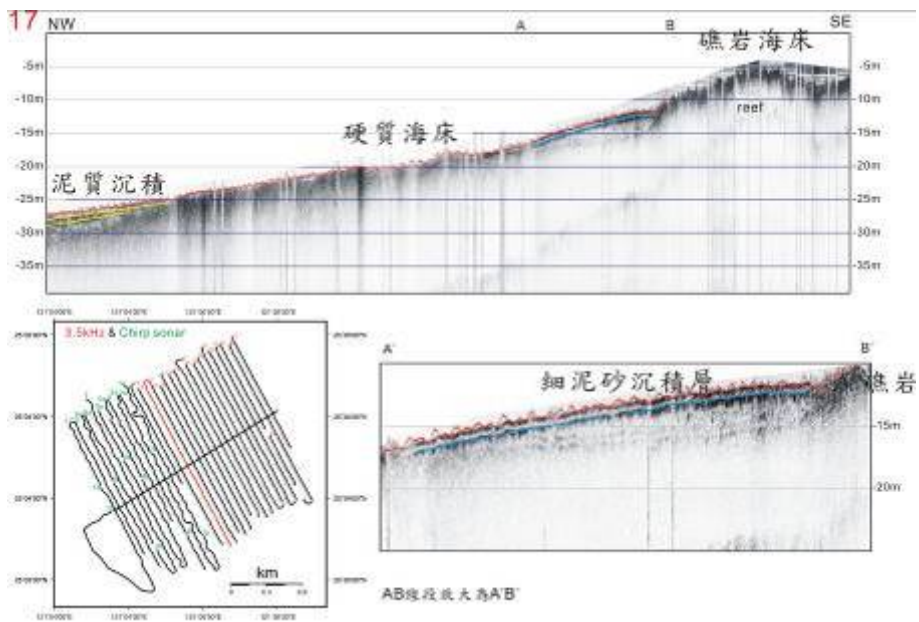 17
NW
A
B
SE
礁岩海床
-5m
-5m
-10m
-10m
reef
硬質海床
-15m
-15m
-20m
-20m
泥質沉積
-25m
-25m
-30m
-30m
-35m
-35m
3.5kHz & Chirp sonar
A'
B'
細泥砂沉積層
礁岩
-15m
-20m
km
AB線段放大為A'B'